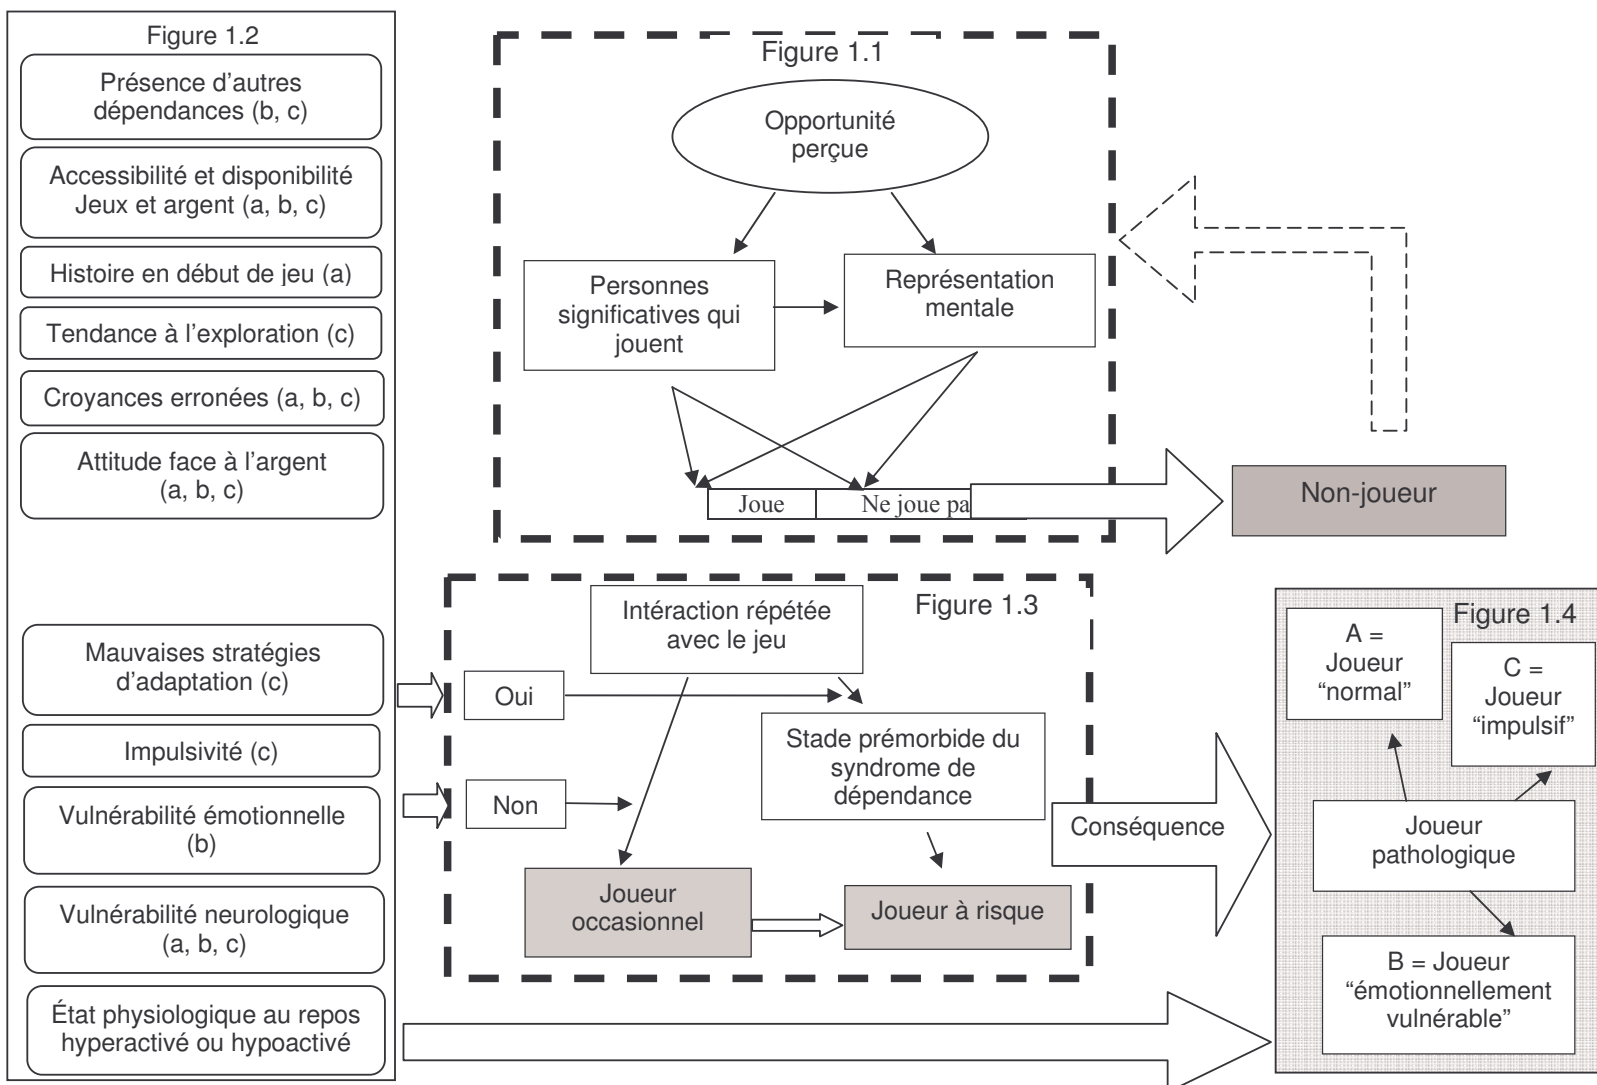 Figure 1.2
Présence d'autres
dépendances (b, c)
Accessibilité et disponibilité
Jeux et argent (a, b, c)
Histoire en début de jeu (a)
Tendance à l'exploration (c)
Croyances erronées (a, b, c)
Attitude face à l'argent
(a, b, c)
Mauvaises stratégies
d'adaptation (c)
Impulsivité (c)
Vulnérabilité émotionnelle
(b)
Vulnérabilité neurologique
(a, b, c)
État physiologique au repos
hyperactivé ou hypoactivé
Figure 1.1
Opportunité
perçue
Personnes
significatives qui
jouent
Représentation
mentale
Joue
Ne joue pa
Non-joueur
Figure 1.3
Intéraction répétée
avec le jeu
Oui
Non
Stade prémorbide du
syndrome de
dépendance
Joueur
occasionnel
Joueur à risque
Conséquence
Figure 1.4
A =
Joueur
“normal”
C =
Joueur
“impulsif”
Joueur
pathologique
B = Joueur
“émotionnellement
vulnérable”